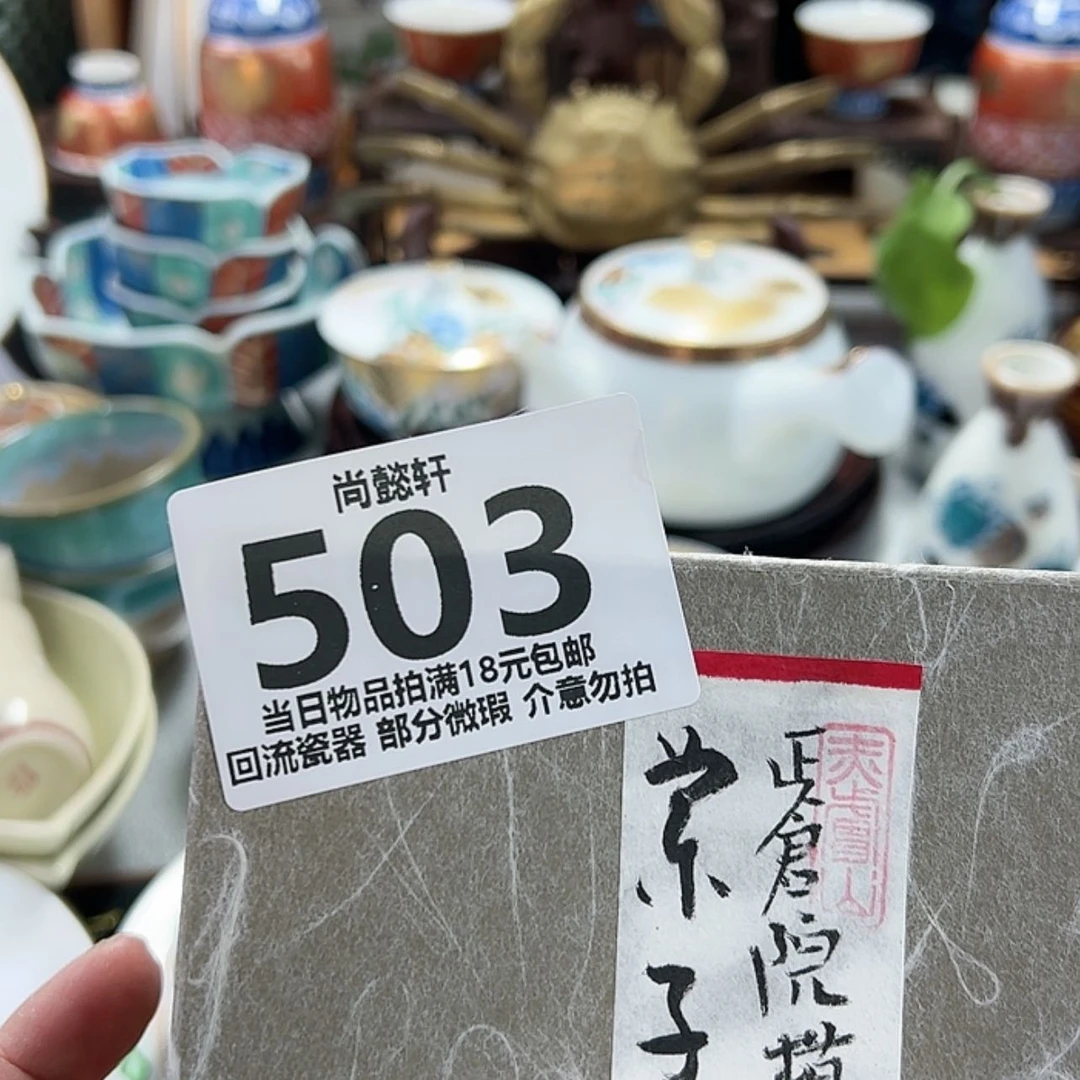 尚懿轩
503
当日物品拍满18元包邮
回流瓷器 部分微瑕 介意勿拍
正倉院模
菓子